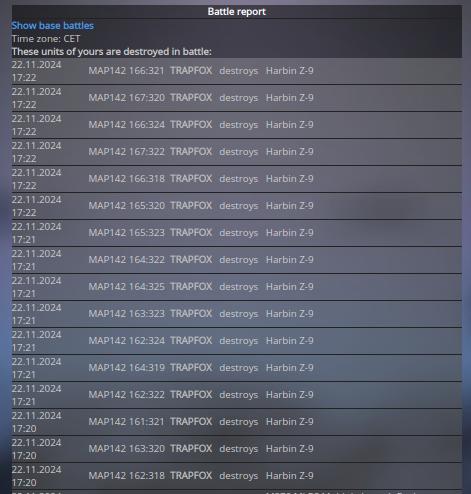 Battle report
Show base battles
Time zone: CET
These units of yours are destroyed in battle:
22.11.2024 17:22 MAP142 166:321 TRAPFOX destroys Harbin Z-9
22.11.2024 17:22 MAP142 167:320 TRAPFOX destroys Harbin Z-9
22.11.2024 17:22 MAP142 166:324 TRAPFOX destroys Harbin Z-9
22.11.2024 17:22 MAP142 167:322 TRAPFOX destroys Harbin Z-9
22.11.2024 17:22 MAP142 166:318 TRAPFOX destroys Harbin Z-9
22.11.2024 17:22 MAP142 165:320 TRAPFOX destroys Harbin Z-9
22.11.2024 17:21 MAP142 165:323 TRAPFOX destroys Harbin Z-9
22.11.2024 17:21 MAP142 164:322 TRAPFOX destroys Harbin Z-9
22.11.2024 17:21 MAP142 164:325 TRAPFOX destroys Harbin Z-9
22.11.2024 17:21 MAP142 163:323 TRAPFOX destroys Harbin Z-9
22.11.2024 17:21 MAP142 162:324 TRAPFOX destroys Harbin Z-9
22.11.2024 17:21 MAP142 164:319 TRAPFOX destroys Harbin Z-9
22.11.2024 17:21 MAP142 162:322 TRAPFOX destroys Harbin Z-9
22.11.2024 17:20 MAP142 161:321 TRAPFOX destroys Harbin Z-9
22.11.2024 17:20 MAP142 163:320 TRAPFOX destroys Harbin Z-9
22.11.2024 17:20 MAP142 162:318 TRAPFOX destroys Harbin Z-9